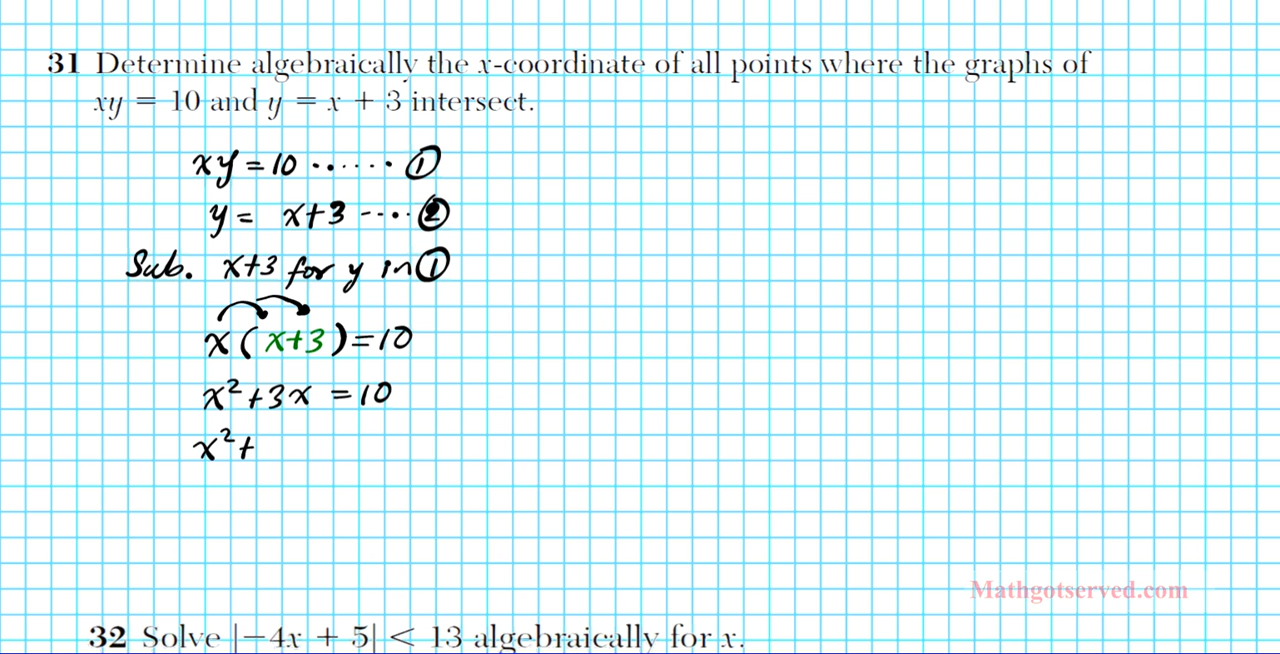 31 Determine algebraically the x-coordinate of all points where the graphs of
xy = 10 and y = x + 3 intersect.
xy = 10 ...... ①
y = x+3 ---.. ②
Sub. x+3 for y in ①
x(x+3) = 10
x² + 3x = 10
x² +
Mathgotserved.com
32 Solve |−4x + 5| < 13 algebraically for x.